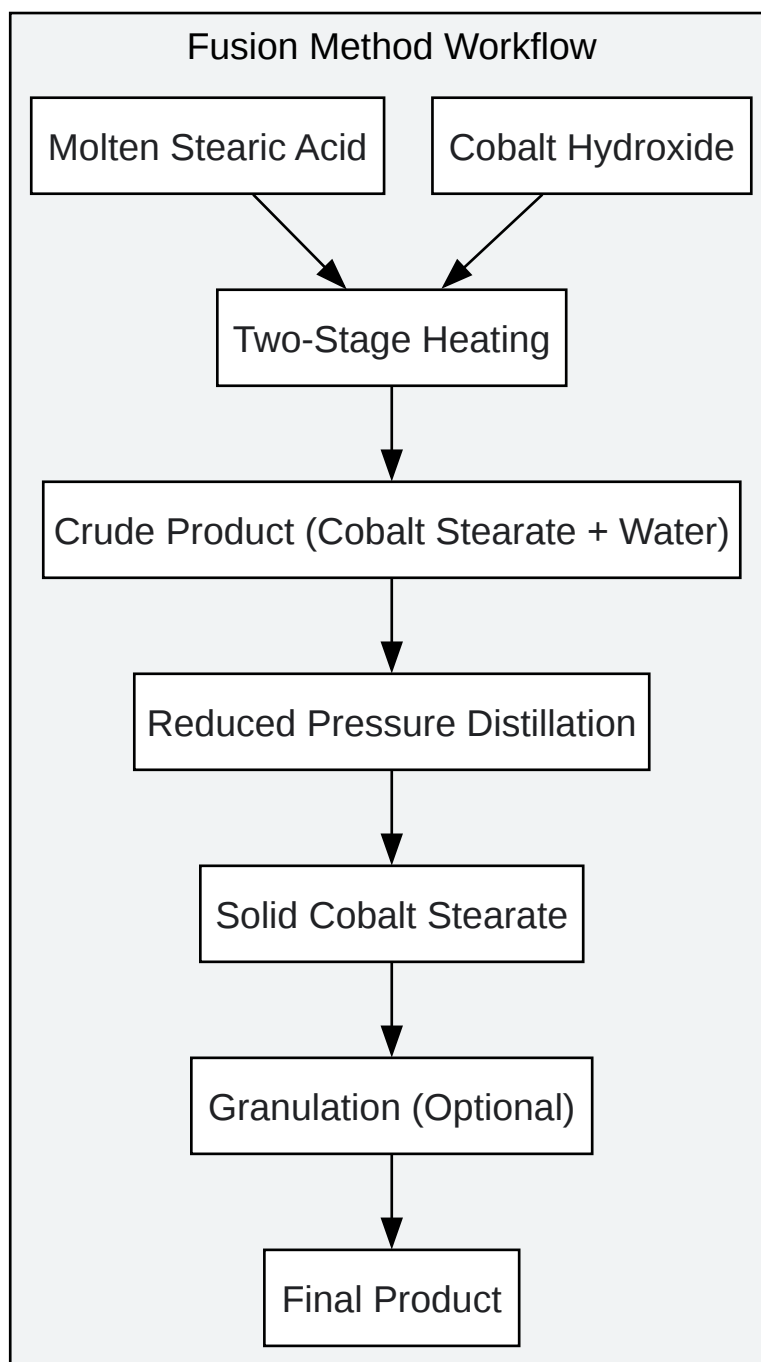 Fusion Method Workflow
Molten Stearic Acid
Cobalt Hydroxide
Two-Stage Heating
Crude Product (Cobalt Stearate + Water)
Reduced Pressure Distillation
Solid Cobalt Stearate
Granulation (Optional)
Final Product